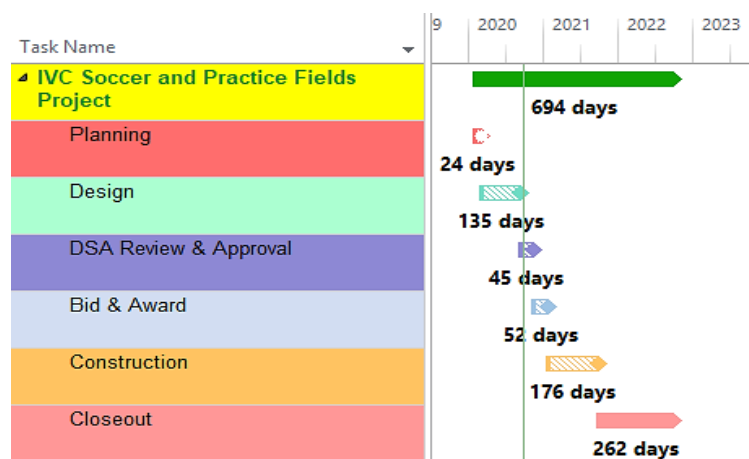 9 2020 2021 2022 2023
Task Name
IVC Soccer and Practice Fields
Project
694 days
Planning
24 days
Design
135 days
DSA Review & Approval
45 days
Bid & Award
52 days
Construction
176 days
Closeout
262 days